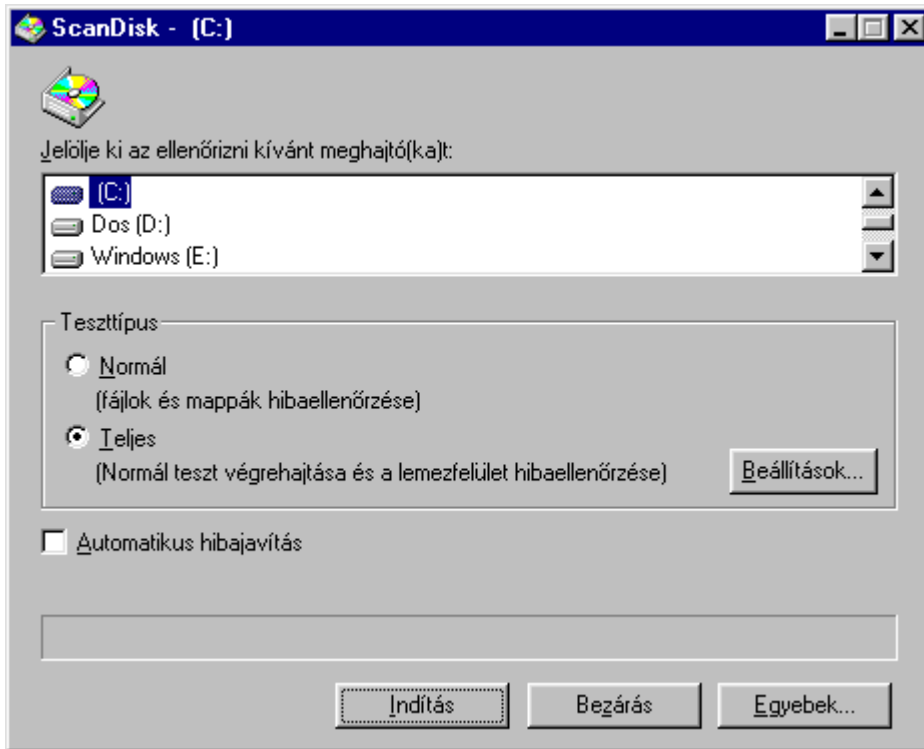 ScanDisk - (C:)
Jelölje ki az ellenőrizni kívánt meghajtó(ka)t:
(C:)
Dos (D:)
Windows (E:)
Teszttípus
Normál
(fájlok és mappák hibaellenőrzése)
Teljes
(Normál teszt végrehajtása és a lemezfelület hibaellenőrzése)
Beállítások...
Automatikus hibajavítás
Indítás
Bezárás
Egyebek...